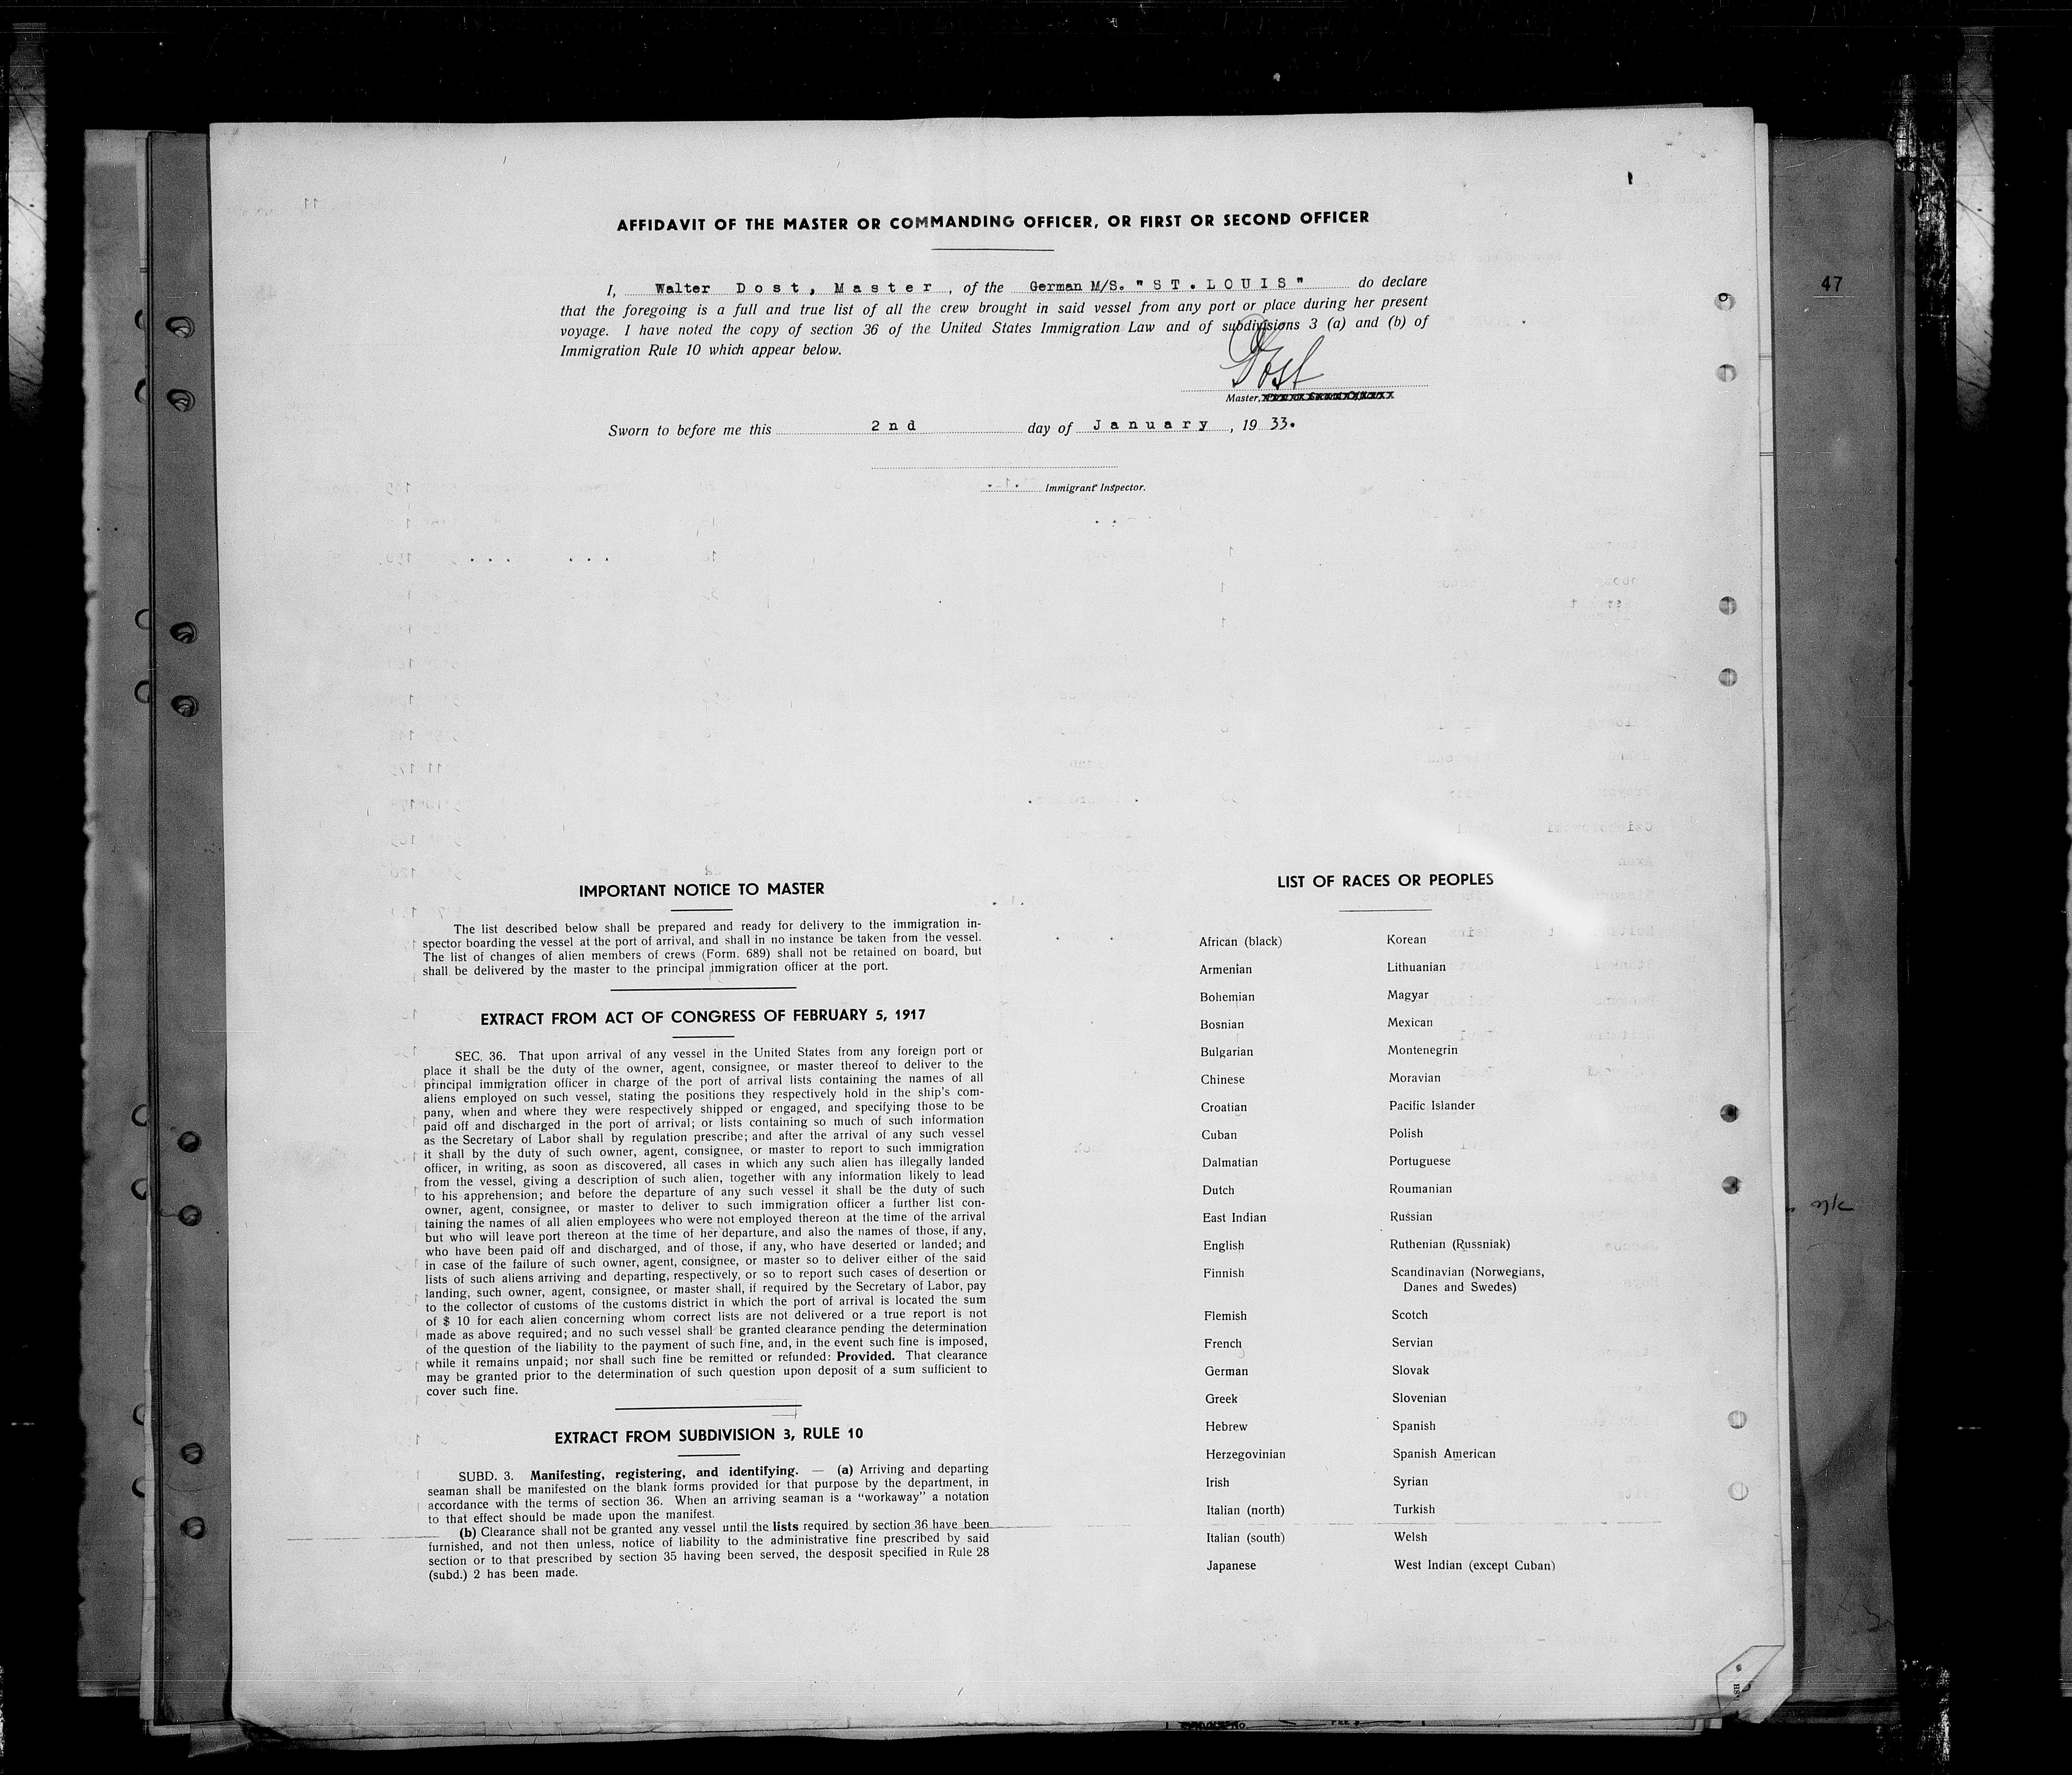 AFFIDAVIT OF THE MASTER OR COMMANDING OFFICER, OR FIRST OR SECOND OFFICER
I, Walter Dost, Master, of the German M/S. "ST. LOUIS" do declare
that the foregoing is a full and true list of all the crew brought in said vessel from any port or place during her present
voyage. I have noted the copy of section 36 of the United States Immigration Law and of subdivisions 3 (a) and (b) of
Immigration Rule 10 which appear below.
Dost
Master,
Sworn to before me this 2nd day of January, 19 33.
Immigrant Inspector.
47
11
IMPORTANT NOTICE TO MASTER
The list described below shall be prepared and ready for delivery to the immigration in-
spector boarding the vessel at the port of arrival, and shall in no instance be taken from the vessel.
The list of changes of alien members of crews (Form. 689) shall not be retained on board, but
shall be delivered by the master to the principal immigration officer at the port.
EXTRACT FROM ACT OF CONGRESS OF FEBRUARY 5, 1917
SEC. 36. That upon arrival of any vessel in the United States from any foreign port or
place it shall be the duty of the owner, agent, consignee, or master thereof to deliver to the
principal immigration officer in charge of the port of arrival lists containing the names of all
aliens employed on such vessel, stating the positions they respectively hold in the ship's com-
pany, when and where they were respectively shipped or engaged, and specifying those to be
paid off and discharged in the port of arrival; or lists containing so much of such information
as the Secretary of Labor shall by regulation prescribe; and after the arrival of any such vessel
it shall by the duty of such owner, agent, consignee, or master to report to such immigration
officer, in writing, as soon as discovered, all cases in which any such alien has illegally landed
from the vessel, giving a description of such alien, together with any information likely to lead
to his apprehension; and before the departure of any such vessel it shall be the duty of such
owner, agent, consignee, or master to deliver to such immigration officer a further list con-
taining the names of all alien employees who were not employed thereon at the time of the arrival
but who will leave port thereon at the time of her departure, and also the names of those, if any,
who have been paid off and discharged, and of those, if any, who have deserted or landed; and
in case of the failure of such owner, agent, consignee, or master so to deliver either of the said
lists of such aliens arriving and departing, respectively, or so to report such cases of desertion or
landing, such owner, agent, consignee, or master shall, if required by the Secretary of Labor, pay
to the collector of customs of the customs district in which the port of arrival is located the sum
of $ 10 for each alien concerning whom correct lists are not delivered or a true report is not
made as above required; and no such vessel shall be granted clearance pending the determination
of the question of the liability to the payment of such fine, and, in the event such fine is imposed,
while it remains unpaid; nor shall such fine be remitted or refunded: Provided. That clearance
may be granted prior to the determination of such question upon deposit of a sum sufficient to
cover such fine.
EXTRACT FROM SUBDIVISION 3, RULE 10
SUBD. 3. Manifesting, registering, and identifying. — (a) Arriving and departing
seaman shall be manifested on the blank forms provided for that purpose by the department, in
accordance with the terms of section 36. When an arriving seaman is a "workaway" a notation
to that effect should be made upon the manifest.
(b) Clearance shall not be granted any vessel until the lists required by section 36 have been
furnished, and not then unless, notice of liability to the administrative fine prescribed by said
section or to that prescribed by section 35 having been served, the desposit specified in Rule 28
(subd.) 2 has been made.
LIST OF RACES OR PEOPLES
African (black)
Armenian
Bohemian
Bosnian
Bulgarian
Chinese
Croatian
Cuban
Dalmatian
Dutch
East Indian
English
Finnish
Flemish
French
German
Greek
Hebrew
Herzegovinian
Irish
Italian (north)
Italian (south)
Japanese
Korean
Lithuanian
Magyar
Mexican
Montenegrin
Moravian
Pacific Islander
Polish
Portuguese
Roumanian
Russian
Ruthenian (Russniak)
Scandinavian (Norwegians,
Danes and Swedes)
Scotch
Servian
Slovak
Slovenian
Spanish
Spanish American
Syrian
Turkish
Welsh
West Indian (except Cuban)